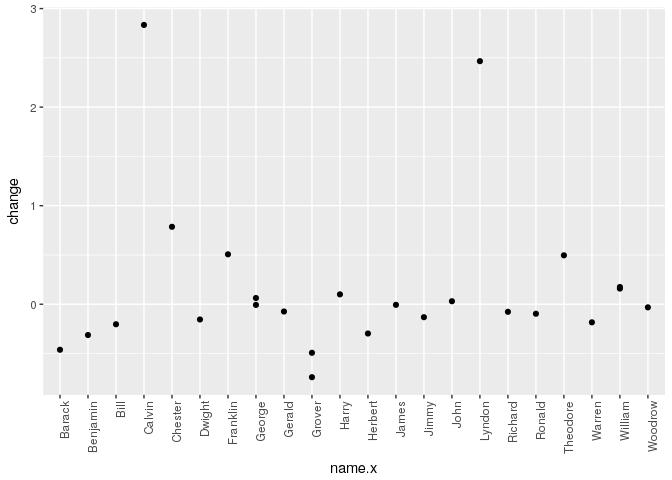 3
2
1
0
change
Barack
Benjamin
Bill
Calvin
Chester
Dwight
Franklin
George
Gerald
Grover
Harry
Herbert
James
Jimmy
John
Lyndon
Richard
Ronald
Theodore
Warren
William
Woodrow
name.x